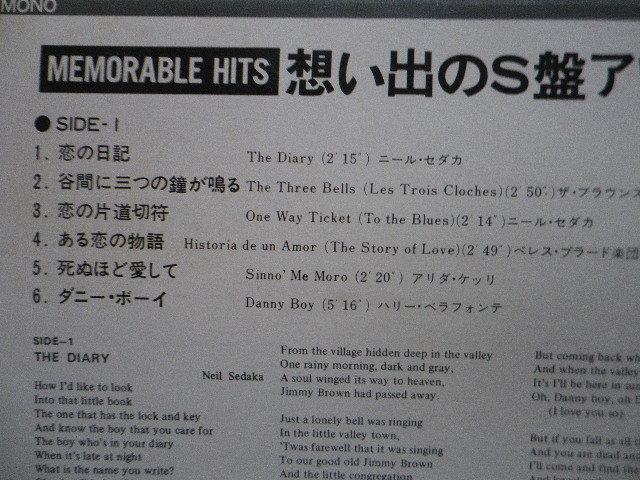 MONO
MEMORABLE HITS 想い出のS盤ア
● SIDE-1
1. 恋の日記 The Diary (2′15″) ニール・セダカ
2. 谷間に三つの鐘が鳴る The Three Bells (Les Trois Cloches)(2′50″)ザ・ブラウンズ
3. 恋の片道切符 One Way Ticket (To the Blues)(2′14″)ニール・セダカ
4. ある恋の物語 Historia de un Amor (The Story of Love)(2′49″)ペレス・プラード楽団
5. 死ぬほど愛して Sinno' Me Moro (2′20″) アリダ・ケッリ
6. ダニー・ボーイ Danny Boy (5′16″) ハリー・ベラフォンテ
SIDE-1
THE DIARY
Neil Sedaka
How I'd like to look
Into that little book
The one that has the lock and key
And know the boy that you care for
The boy who's in your diary
When it's late at night
What is the name you write?
From the village hidden deep in the valley
One rainy morning, dark and gray,
A soul winged its way to heaven,
Jimmy Brown had passed away.
Just a lonely bell was ringing
In the little valley town,
'Twas farewell that it was singing
To our good old Jimmy Brown
And the little congregation
But coming back wh
And when the valley
It's I'll be here in sun
Oh, Danny boy, oh D
(I love you so)
But if you fall as all th
And you are dead and
I'll come and find the